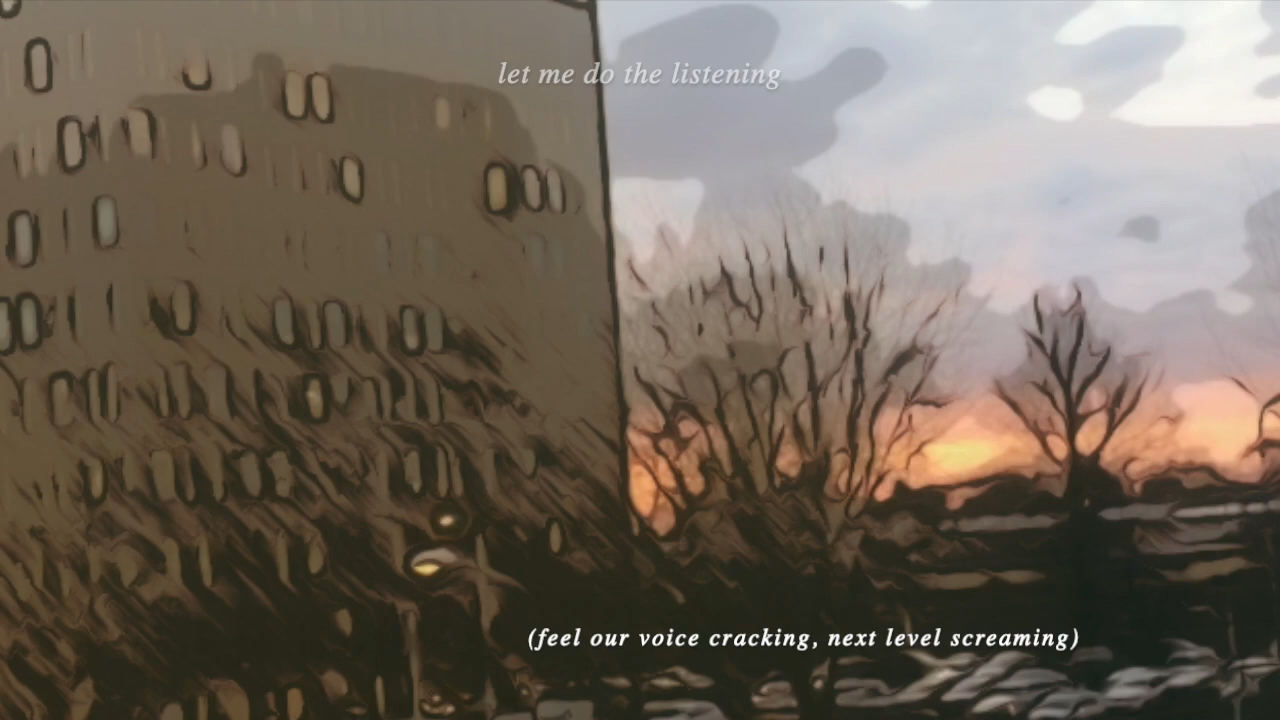 let me do the listening
(feel our voice cracking, next level screaming)